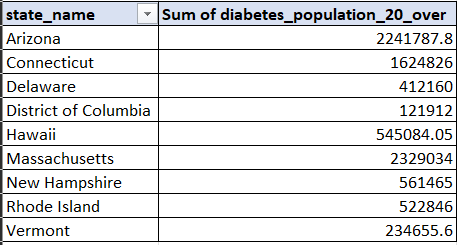 state_name Sum of diabetes_population_20_over
Arizona 2241787.8
Connecticut 1624826
Delaware 412160
District of Columbia 121912
Hawaii 545084.05
Massachusetts 2329034
New Hampshire 561465
Rhode Island 522846
Vermont 234655.6